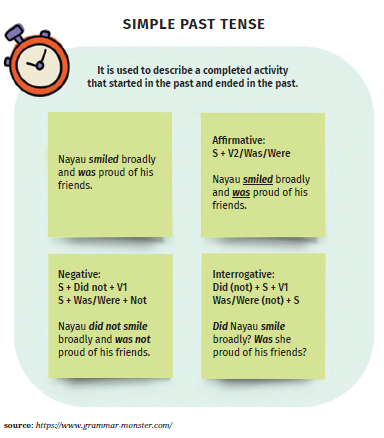 SIMPLE PAST TENSE
It is used to describe a completed activity
that started in the past and ended in the past.
Nayau smiled broadly
and was proud of his
friends.
Affirmative:
S + V2/Was/Were
Nayau smiled broadly
and was proud of his
friends.
Negative:
S + Did not + V1
S + Was/Were + Not
Nayau did not smile
broadly and was not
proud of his friends.
Interrogative:
Did (not) + S + V1
Was/Were (not) + S
Did Nayau smile
broadly? Was she
proud of his friends?
source: https://www.grammar-monster.com/